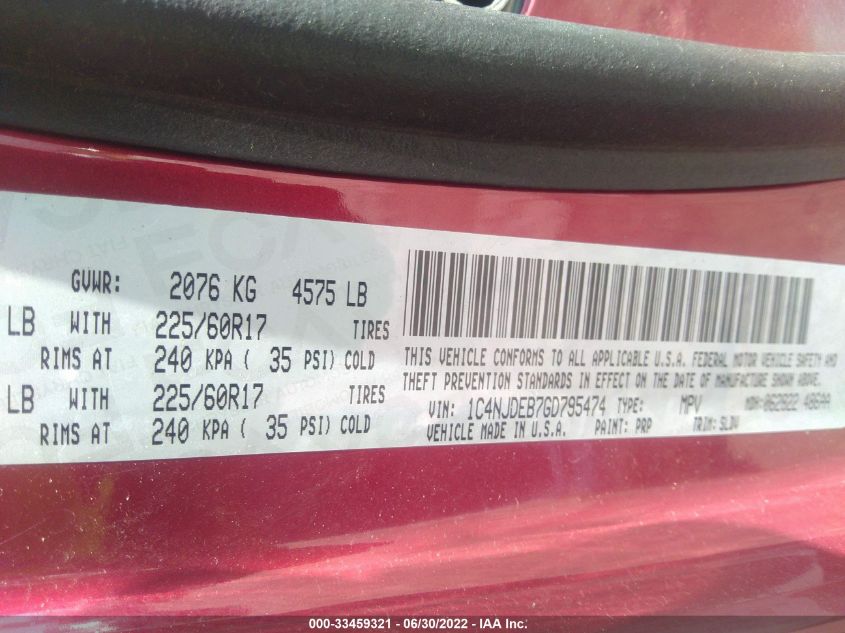 GVWR: 2076 KG 4575 LB
LB WITH 225/60R17 TIRES
RIMS AT 240 KPA ( 35 PSI) COLD
LB WITH 225/60R17 TIRES
RIMS AT 240 KPA ( 35 PSI) COLD
THIS VEHICLE CONFORMS TO ALL APPLICABLE U.S.A. FEDERAL MOTOR VEHICLE SAFETY AND
THEFT PREVENTION STANDARDS IN EFFECT ON THE DATE OF MANUFACTURE SHOWN ABOVE.
VIN: 1C4NJDEB7GD795474 TYPE: MPV MDH:
VEHICLE MADE IN U.S.A. PAINT: PRP TRIM:
000-33459321 - 06/30/2022 - IAA Inc.